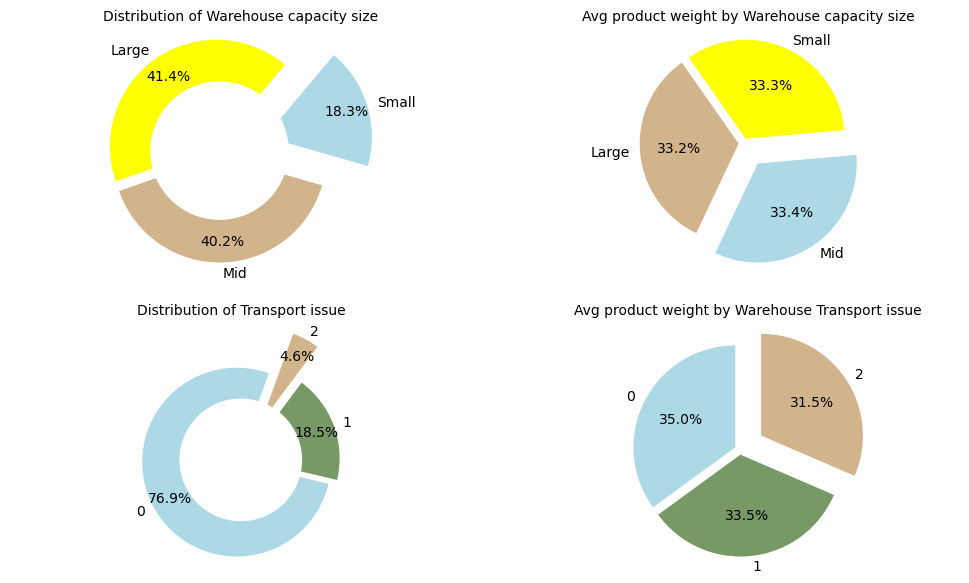 Distribution of Warehouse capacity size
Large
41.4%
18.3%
Small
40.2%
Mid
Avg product weight by Warehouse capacity size
Small
33.3%
Large
33.2%
33.4%
Mid
Distribution of Transport issue
2
4.6%
1
18.5%
76.9%
0
Avg product weight by Warehouse Transport issue
2
0
31.5%
35.0%
33.5%
1